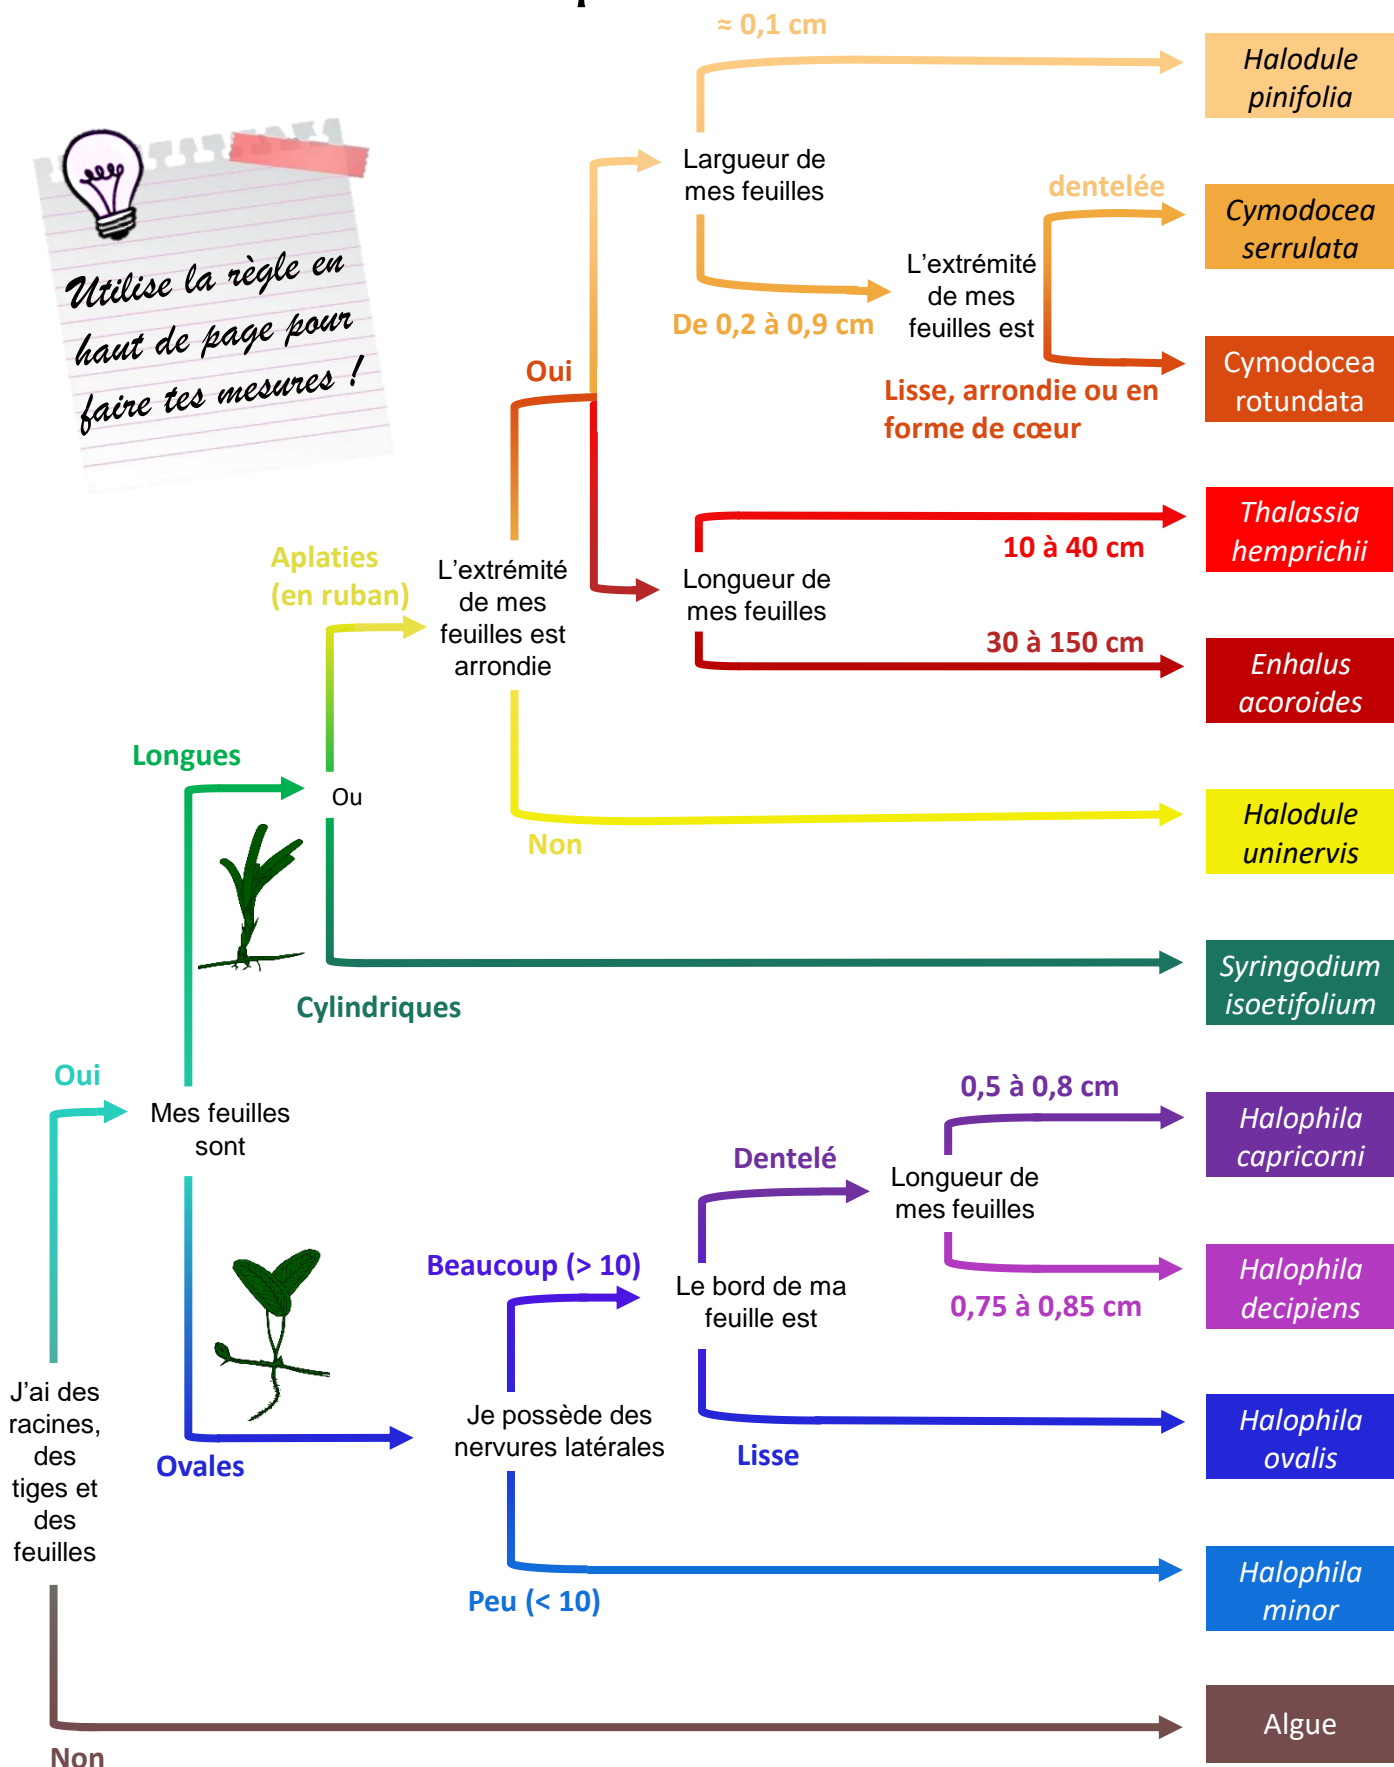 ≈ 0,1 cm
Halodule
pinifolia
Largueur de
mes feuilles
dentelée
Cymodocea
serrulata
L'extrémité
de mes
feuilles est
De 0,2 à 0,9 cm
Cymodocea
rotundata
Lisse, arrondie ou en
forme de cœur
Utilise la règle en
haut de page pour
faire tes mesures !
Oui
Thalassia
hemprichii
10 à 40 cm
Aplaties
(en ruban)
L'extrémité
de mes
feuilles est
arrondie
Longueur de
mes feuilles
30 à 150 cm
Enhalus
acoroides
Longues
Ou
Non
Halodule
uninervis
Cylindriques
Syringodium
isoetifolium
Oui
Mes feuilles
sont
0,5 à 0,8 cm
Halophila
capricorni
Dentelé
Longueur de
mes feuilles
Beaucoup (> 10)
Le bord de ma
feuille est
0,75 à 0,85 cm
Halophila
decipiens
J'ai des
racines,
des
tiges et
des
feuilles
Ovales
Je possède des
nervures latérales
Lisse
Halophila
ovalis
Peu (< 10)
Halophila
minor
Algue
Non